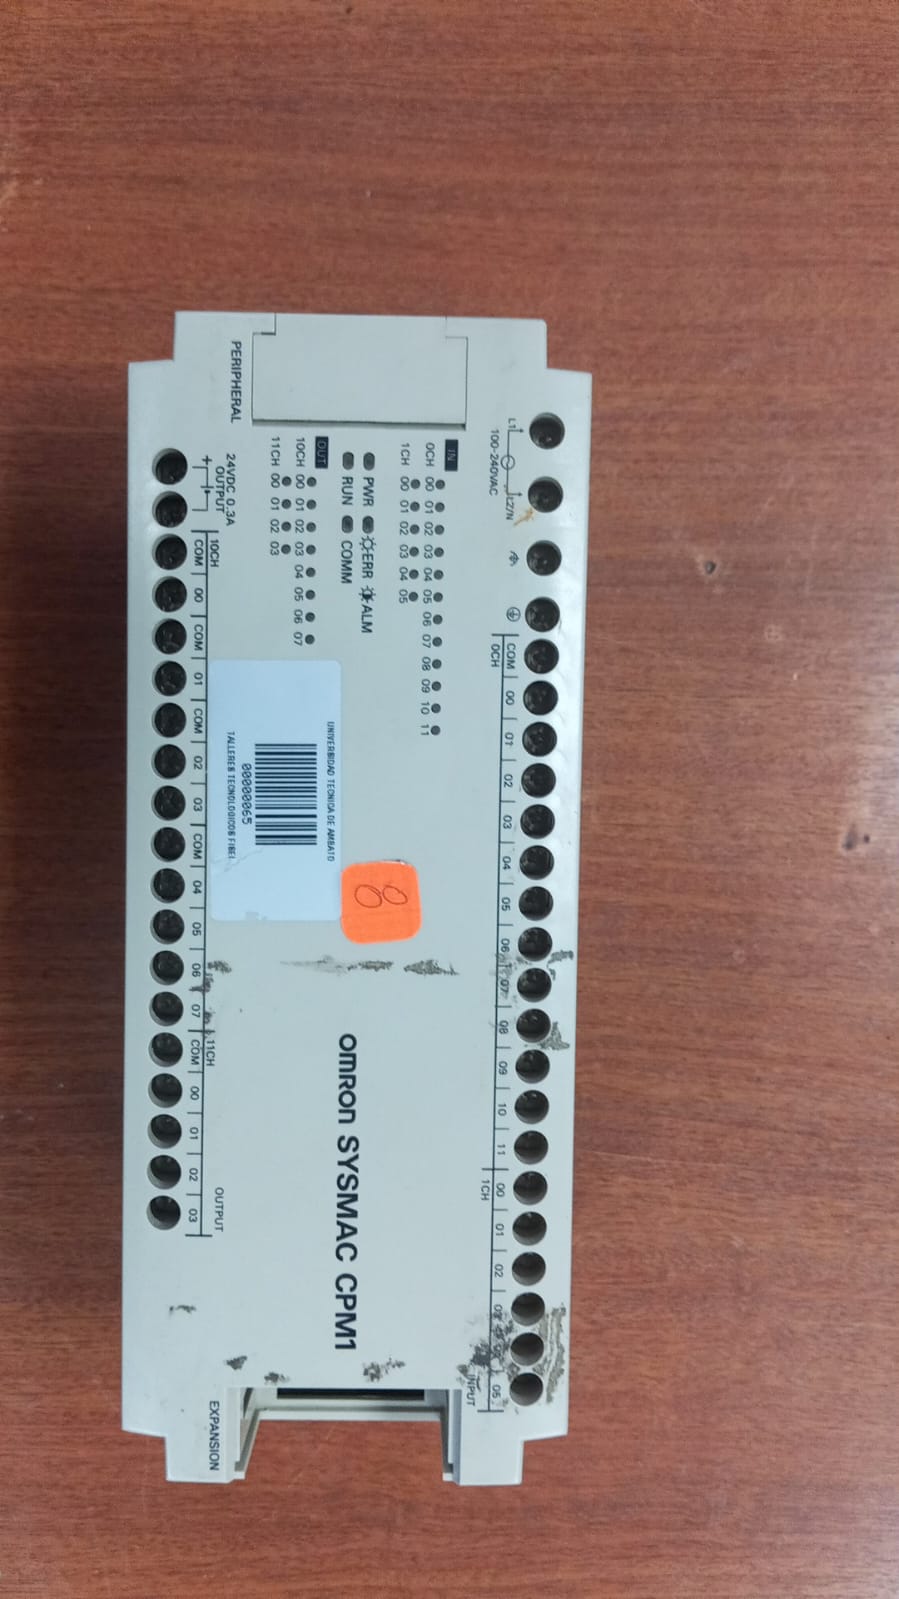 L1
L2/N
100-240VAC
COM 00 01 02 03 04 05 06 07 08 09 10 11 00 01 02 03 05
0CH
1CH
INPUT
IN
0CH 00 01 02 03 04 05 06 07 08 09 10 11
1CH 00 01 02 03 04 05
PWR ERR ALM
RUN COMM
OUT
10CH 00 01 02 03 04 05 06 07
11CH 00 01 02 03
PERIPHERAL
UNIVERSIDAD TECNICA DE AMBATO
00000065
TALLERES TECNOLOGICOS FISEI
8
OMRON SYSMAC CPM1
24VDC 0.3A
OUTPUT
+ -
10CH
11CH
OUTPUT
COM 00 COM 01 COM 02 03 COM 04 05 06 07 COM 00 01 02 03
EXPANSION